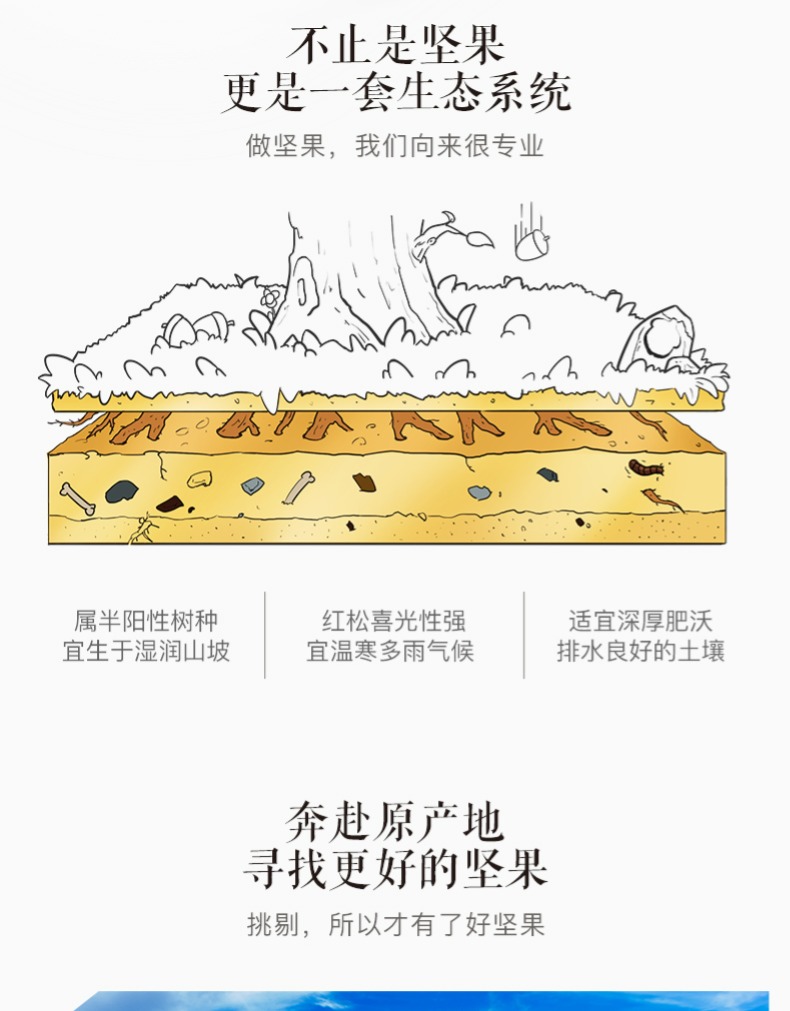 不止是坚果
更是一套生态系统
做坚果，我们向来很专业
属半阳性树种
宜生于湿润山坡
红松喜光性强
宜温寒多雨气候
适宜深厚肥沃
排水良好的土壤
奔赴原产地
寻找更好的坚果
挑剔，所以才有了好坚果